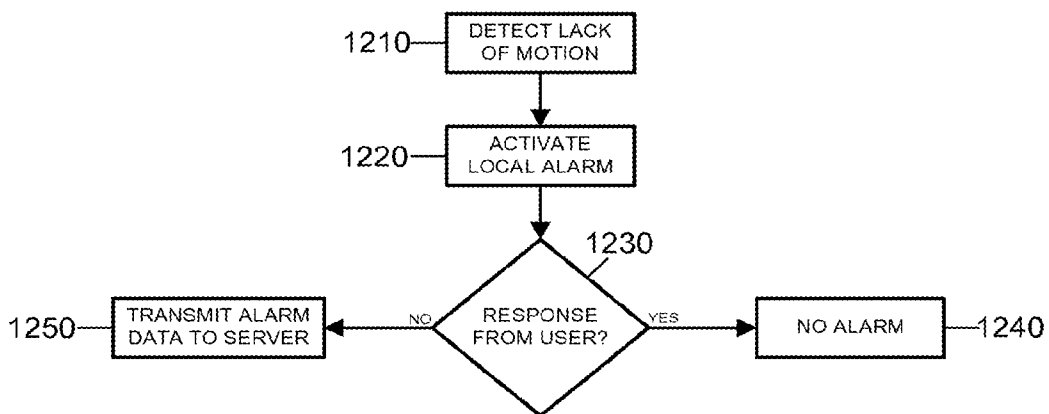 1210
DETECT LACK
OF MOTION
1220
ACTIVATE
LOCAL ALARM
1230
RESPONSE
FROM USER?
NO
YES
1250
TRANSMIT ALARM
DATA TO SERVER
NO ALARM
1240